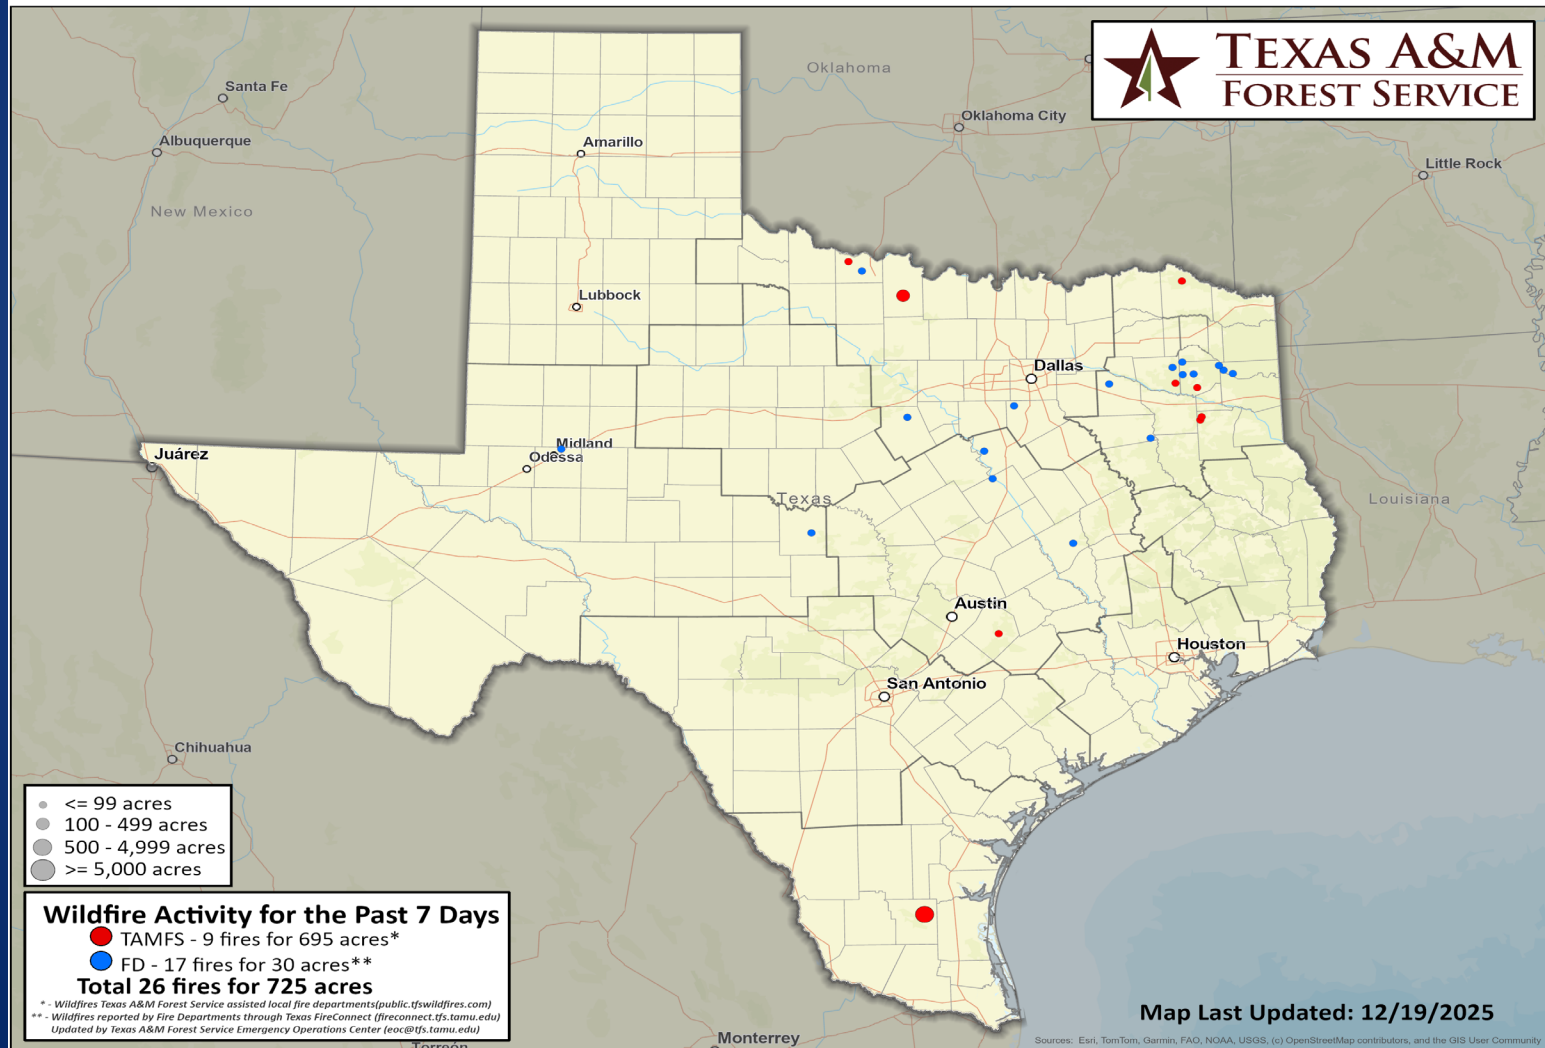 TEXAS A&M
FOREST SERVICE
Oklahoma
Santa Fe
Oklahoma City
Albuquerque
Amarillo
Little Rock
New Mexico
Lubbock
Dallas
Midland
Odessa
Juárez
Texas
Louisiana
Austin
Houston
San Antonio
Chihuahua
<= 99 acres
100 - 499 acres
500 - 4,999 acres
>= 5,000 acres
Wildfire Activity for the Past 7 Days
TAMFS - 9 fires for 695 acres*
FD - 17 fires for 30 acres**
Total 26 fires for 725 acres
* - Wildfires Texas A&M Forest Service assisted local fire departments(public.tfswildfires.com)
** - Wildfires reported by Fire Departments through Texas FireConnect (fireconnect.tfs.tamu.edu)
Updated by Texas A&M Forest Service Emergency Operations Center (eoc@tfs.tamu.edu)
Map Last Updated: 12/19/2025
Monterrey
Torreón
Sources: Esri, TomTom, Garmin, FAO, NOAA, USGS, (c) OpenStreetMap contributors, and the GIS User Community